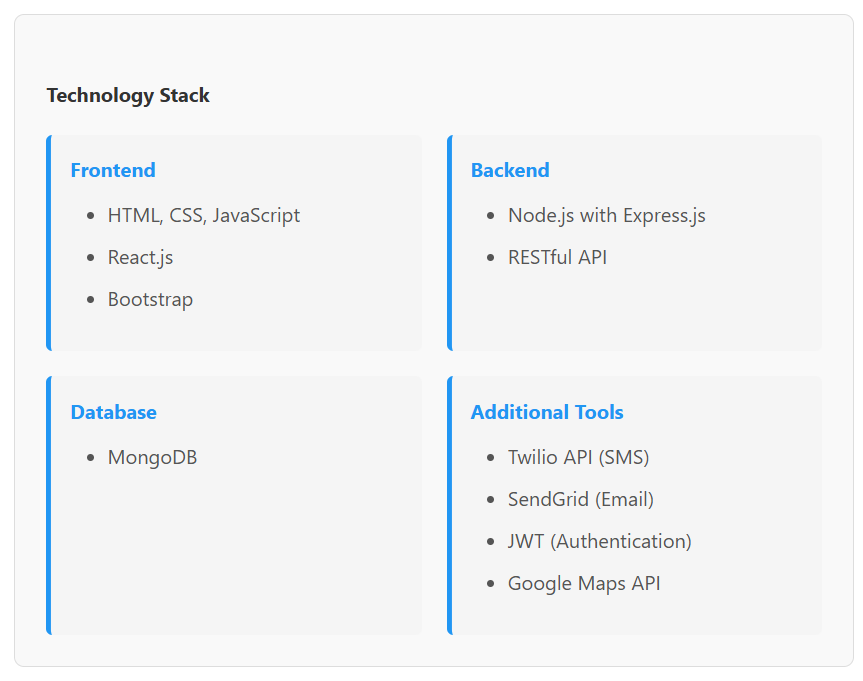 Technology Stack
Frontend
HTML, CSS, JavaScript
React.js
Bootstrap
Backend
Node.js with Express.js
RESTful API
Database
MongoDB
Additional Tools
Twilio API (SMS)
SendGrid (Email)
JWT (Authentication)
Google Maps API